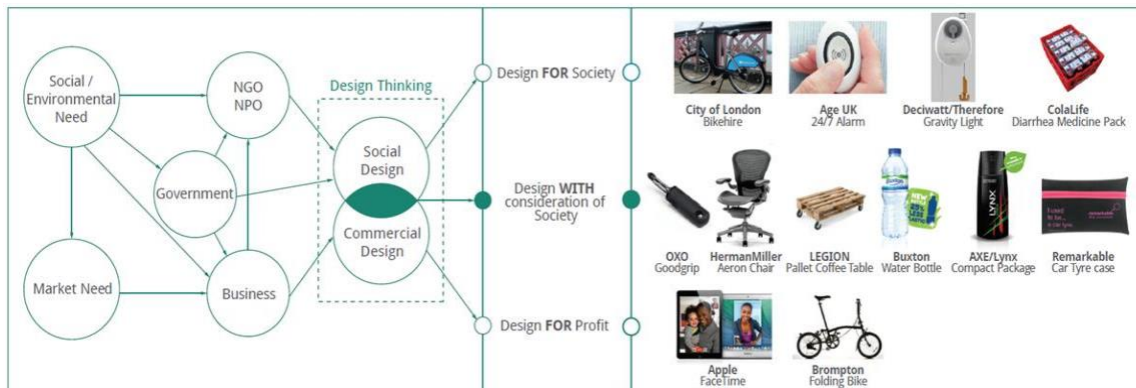 Social /
Environmental
Need
NGO
NPO
Government
Market Need
Business
Design Thinking
Social
Design
Commercial
Design
Design FOR Society
Design WITH
consideration of
Society
Design FOR Profit
City of London
Bikehire
Age UK
24/7 Alarm
Deciwatt/Therefore
Gravity Light
ColaLife
Diarrhea Medicine Pack
OXO
Goodgrip
HermanMiller
Aeron Chair
LEGION
Pallet Coffee Table
Buxton
Water Bottle
AXE/Lynx
Compact Package
Remarkable
Car Tyre case
LYNX
Apple
FaceTime
Brompton
Folding Bike